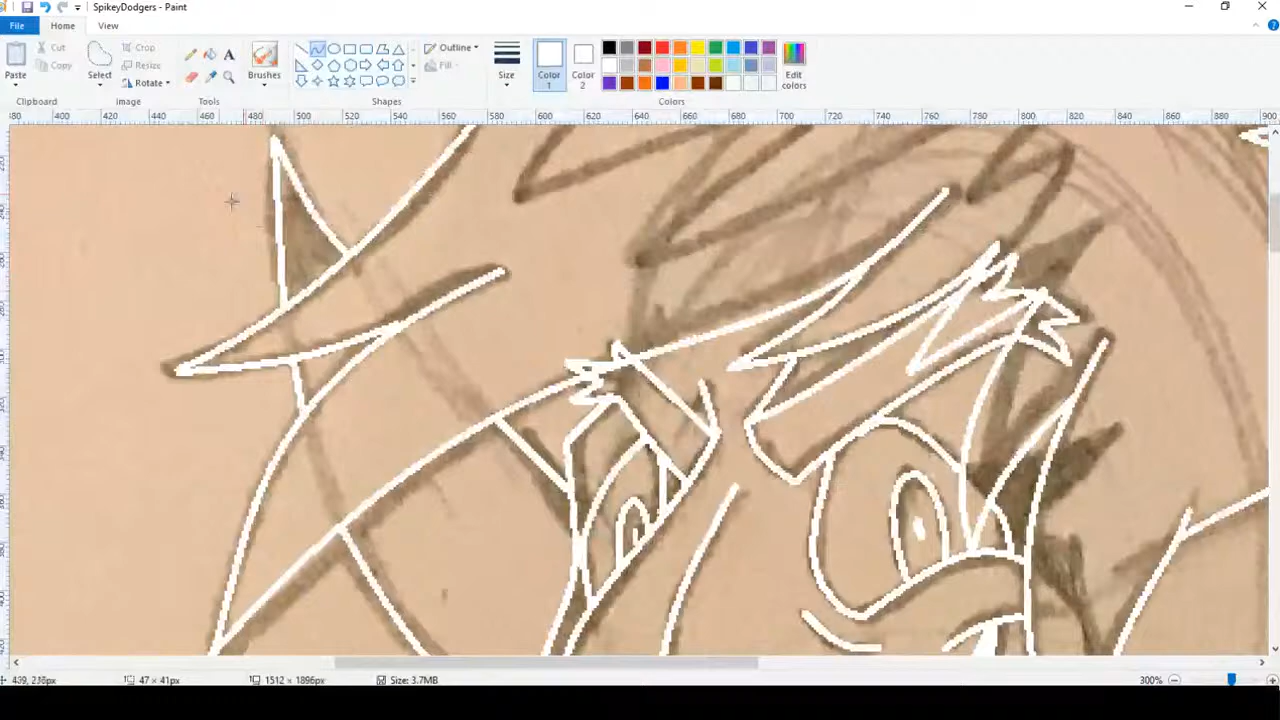 SpikeyDodgers - Paint
File
Home
View
Paste
Cut
Copy
Clipboard
Select
Crop
Resize
Rotate
Image
A
Tools
Brushes
Shapes
Outline
Fill
Size
Color
1
Color
2
Edit
colors
Colors
380 400 420 440 460 480 500 520 540 560 580 600 620 640 660 680 700 720 740 760 780 800 820 840 860 880 900
47 × 41px
1512 × 1896px
Size: 3.7MB
300%